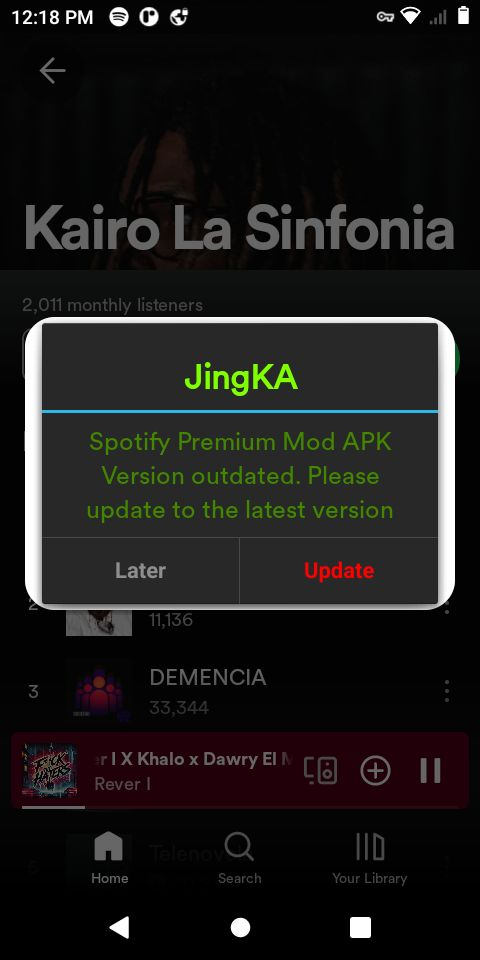 12:18 PM
Kairo La Sinfonia
2,011 monthly listeners
JingKA
Spotify Premium Mod APK
Version outdated. Please
update to the latest version
Later
Update
2
11,136
3
DEMENCIA
33,344
er I X Khalo x Dawry El M
Rever I
5
Teleno
Home
Search
Your Library